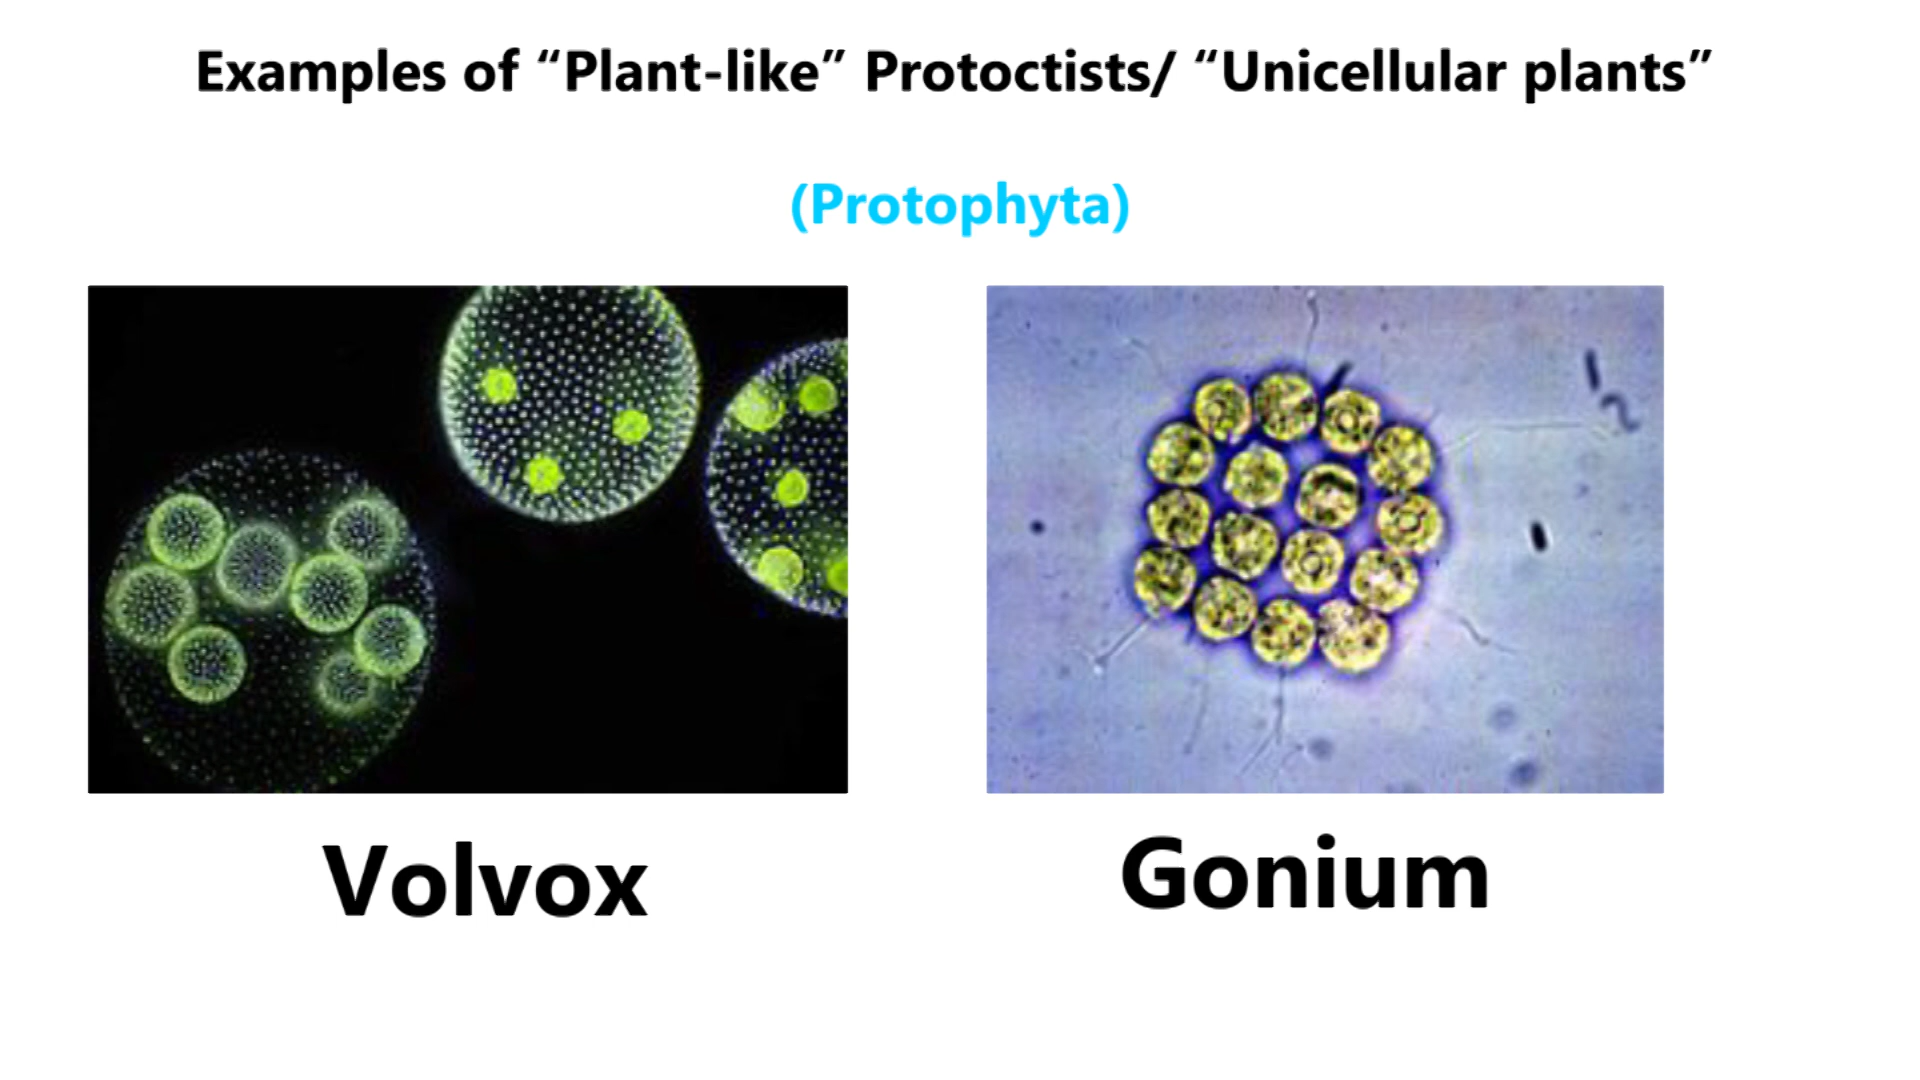 Examples of “Plant-like” Protoctists/ “Unicellular plants”
(Protophyta)
Volvox
Gonium